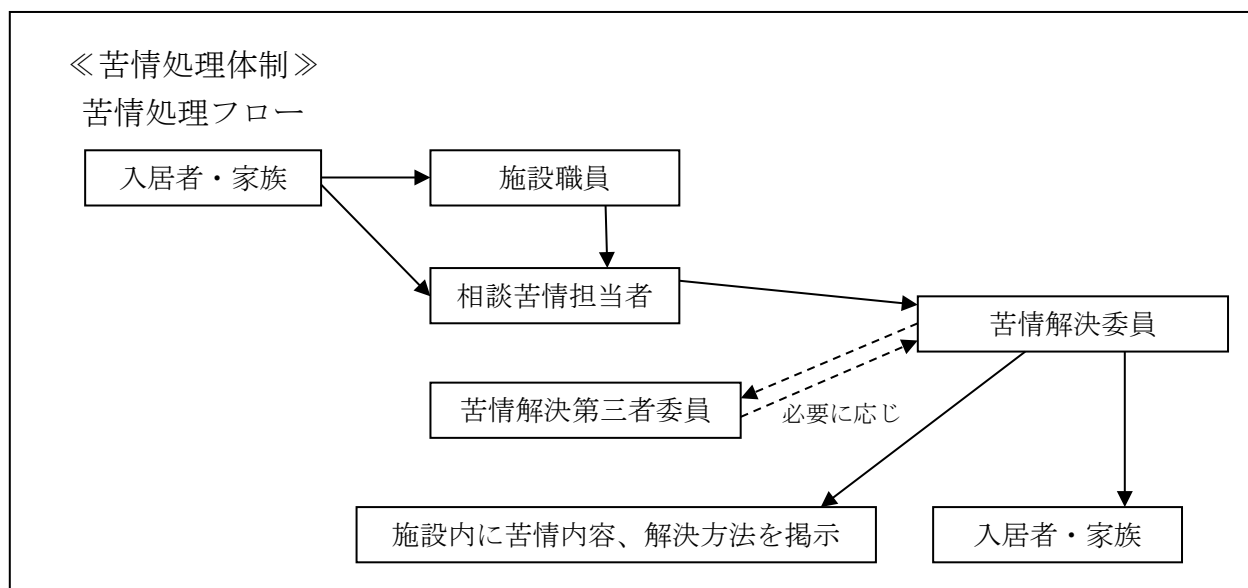 ≪苦情処理体制≫
苦情処理フロー
入居者・家族
施設職員
相談苦情担当者
苦情解決委員
苦情解決第三者委員
必要に応じ
施設内に苦情内容、解決方法を掲示
入居者・家族